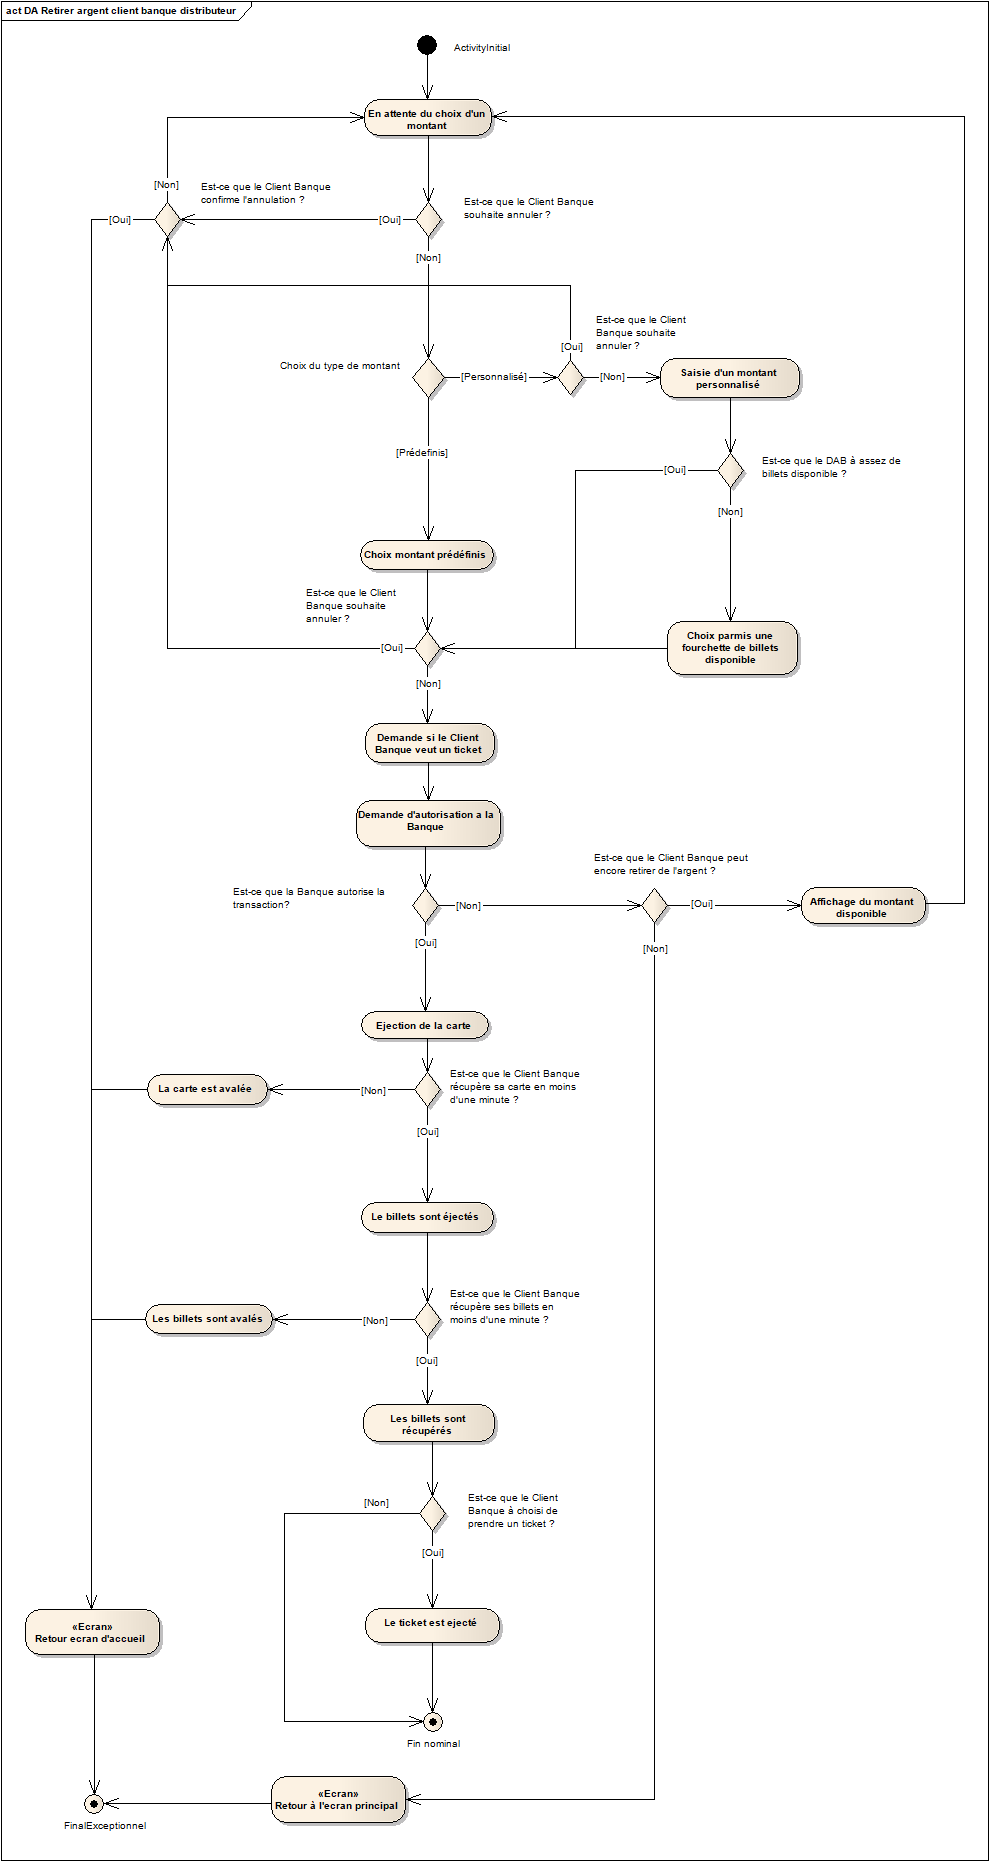 act DA Retirer argent client banque distributeur
ActivityInitial
En attente du choix d'un
montant
[Non]
Est-ce que le Client Banque
confirme l'annulation ?
Est-ce que le Client Banque
souhaite annuler ?
[Oui]
[Oui]
[Non]
Est-ce que le Client
Banque souhaite
annuler ?
[Oui]
Choix du type de montant
[Personnalisé]
[Non]
Saisie d'un montant
personnalisé
[Prédefinis]
Est-ce que le DAB à assez de
billets disponible ?
[Oui]
[Non]
Choix montant prédéfinis
Est-ce que le Client
Banque souhaite
annuler ?
[Oui]
Choix parmis une
fourchette de billets
disponible
[Non]
Demande si le Client
Banque veut un ticket
Demande d'autorisation a la
Banque
Est-ce que le Client Banque peut
encore retirer de l'argent ?
Est-ce que la Banque autorise la
transaction?
[Non]
[Oui]
Affichage du montant
disponible
[Oui]
[Non]
Ejection de la carte
Est-ce que le Client Banque
récupère sa carte en moins
d'une minute ?
La carte est avalée
[Non]
[Oui]
Le billets sont éjectés
Est-ce que le Client Banque
récupère ses billets en
moins d'une minute ?
Les billets sont avalés
[Non]
[Oui]
Les billets sont
récupérés
[Non]
Est-ce que le Client
Banque à choisi de
prendre un ticket ?
[Oui]
«Ecran»
Retour ecran d'accueil
Le ticket est ejecté
Fin nominal
«Ecran»
Retour à l'ecran principal
FinalExceptionnel